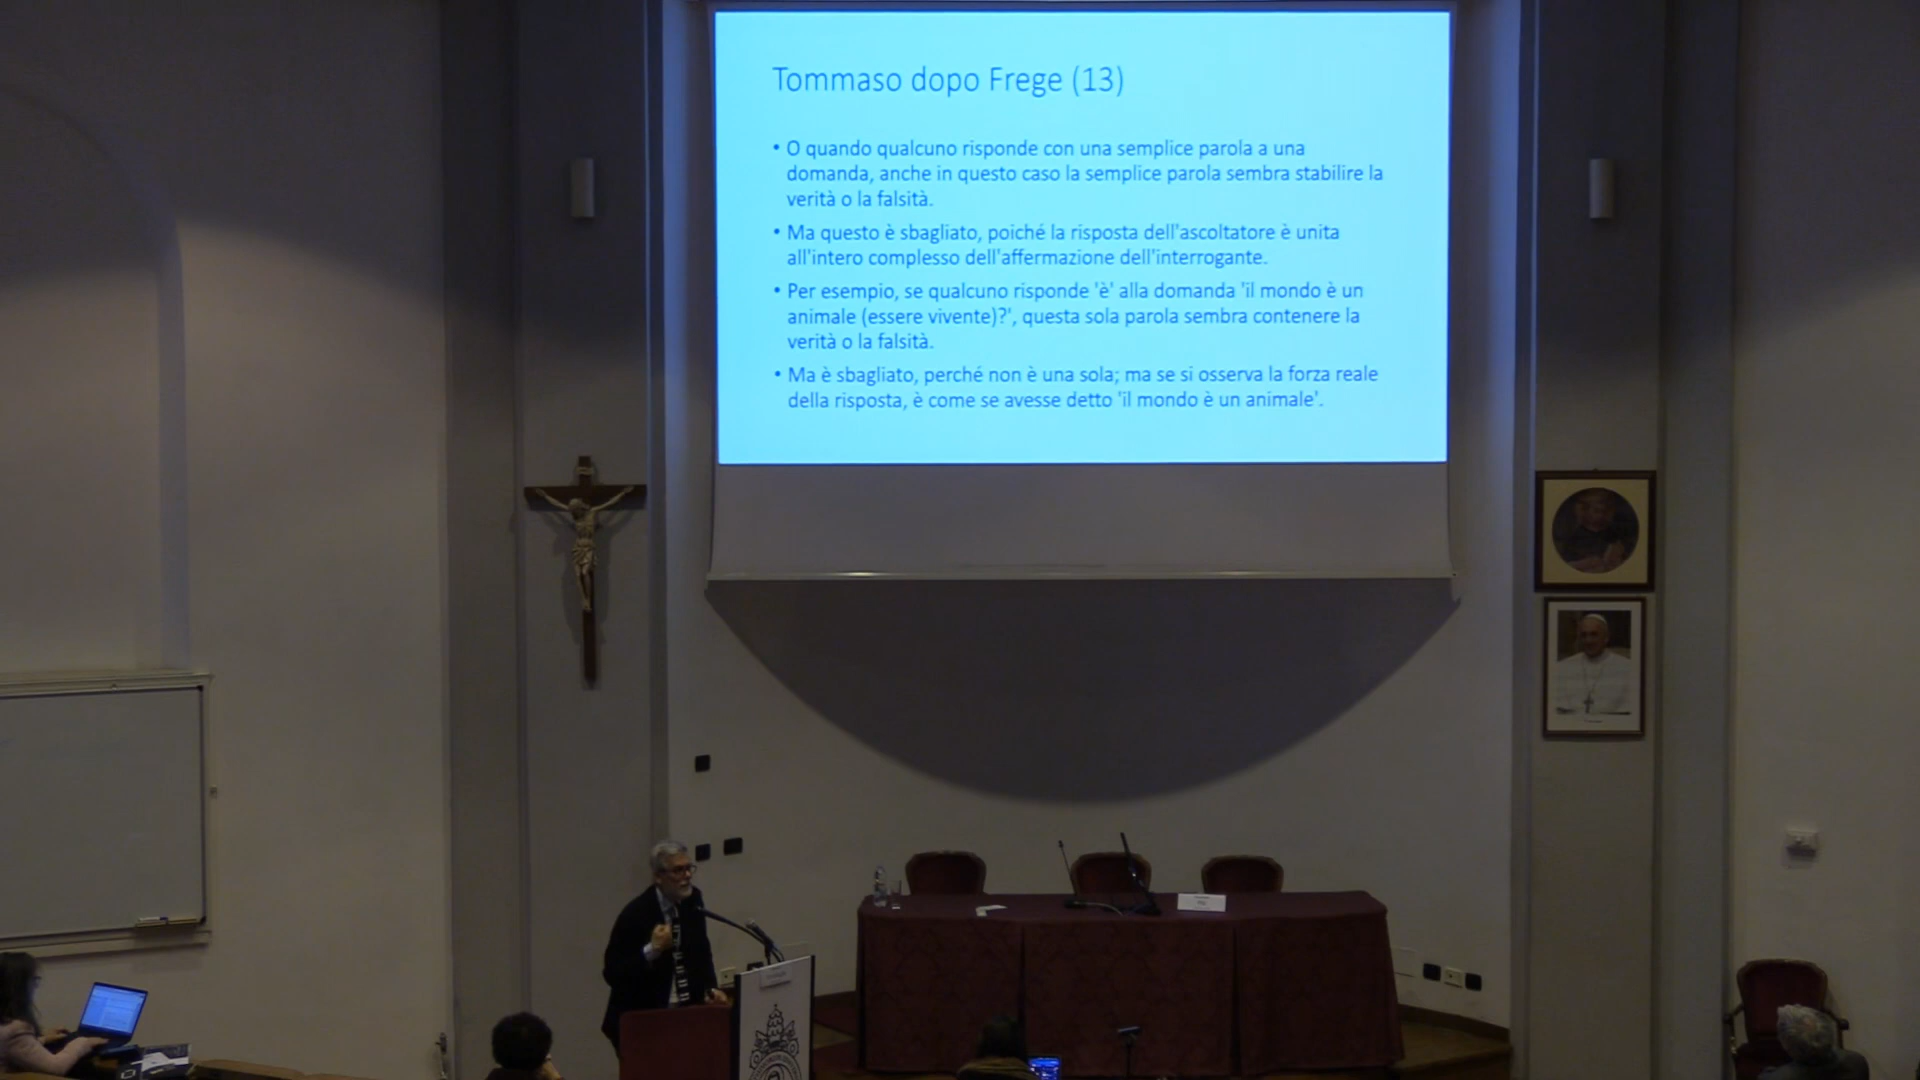 Tommaso dopo Frege (13)
• O quando qualcuno risponde con una semplice parola a una
domanda, anche in questo caso la semplice parola sembra stabilire la
verità o la falsità.
• Ma questo è sbagliato, poiché la risposta dell'ascoltatore è unita
all'intero complesso dell'affermazione dell'interrogante.
• Per esempio, se qualcuno risponde 'è' alla domanda 'il mondo è un
animale (essere vivente)?', questa sola parola sembra contenere la
verità o la falsità.
• Ma è sbagliato, perché non è una sola; ma se si osserva la forza reale
della risposta, è come se avesse detto 'il mondo è un animale'.